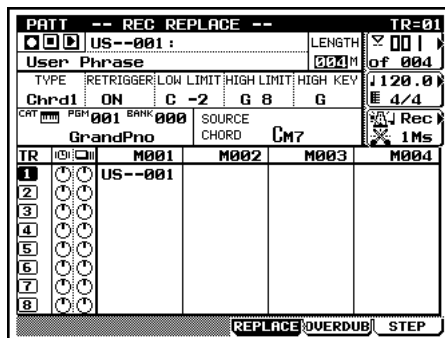 PATT -- REC REPLACE -- TR=01
US--001 : LENGTH
User Phrase 004M of 004
TYPE RETRIGGER LOW LIMIT HIGH LIMIT HIGH KEY ♩120.0
Chrd1 ON C -2 G 8 G 4/4
CAT PGM 001 BANK 000 SOURCE CHORD CM7 Rec
GrandPno 1Ms
TR M001 M002 M003 M004
1 US--001
2
3
4
5
6
7
8
REPLACE OVERDUB STEP